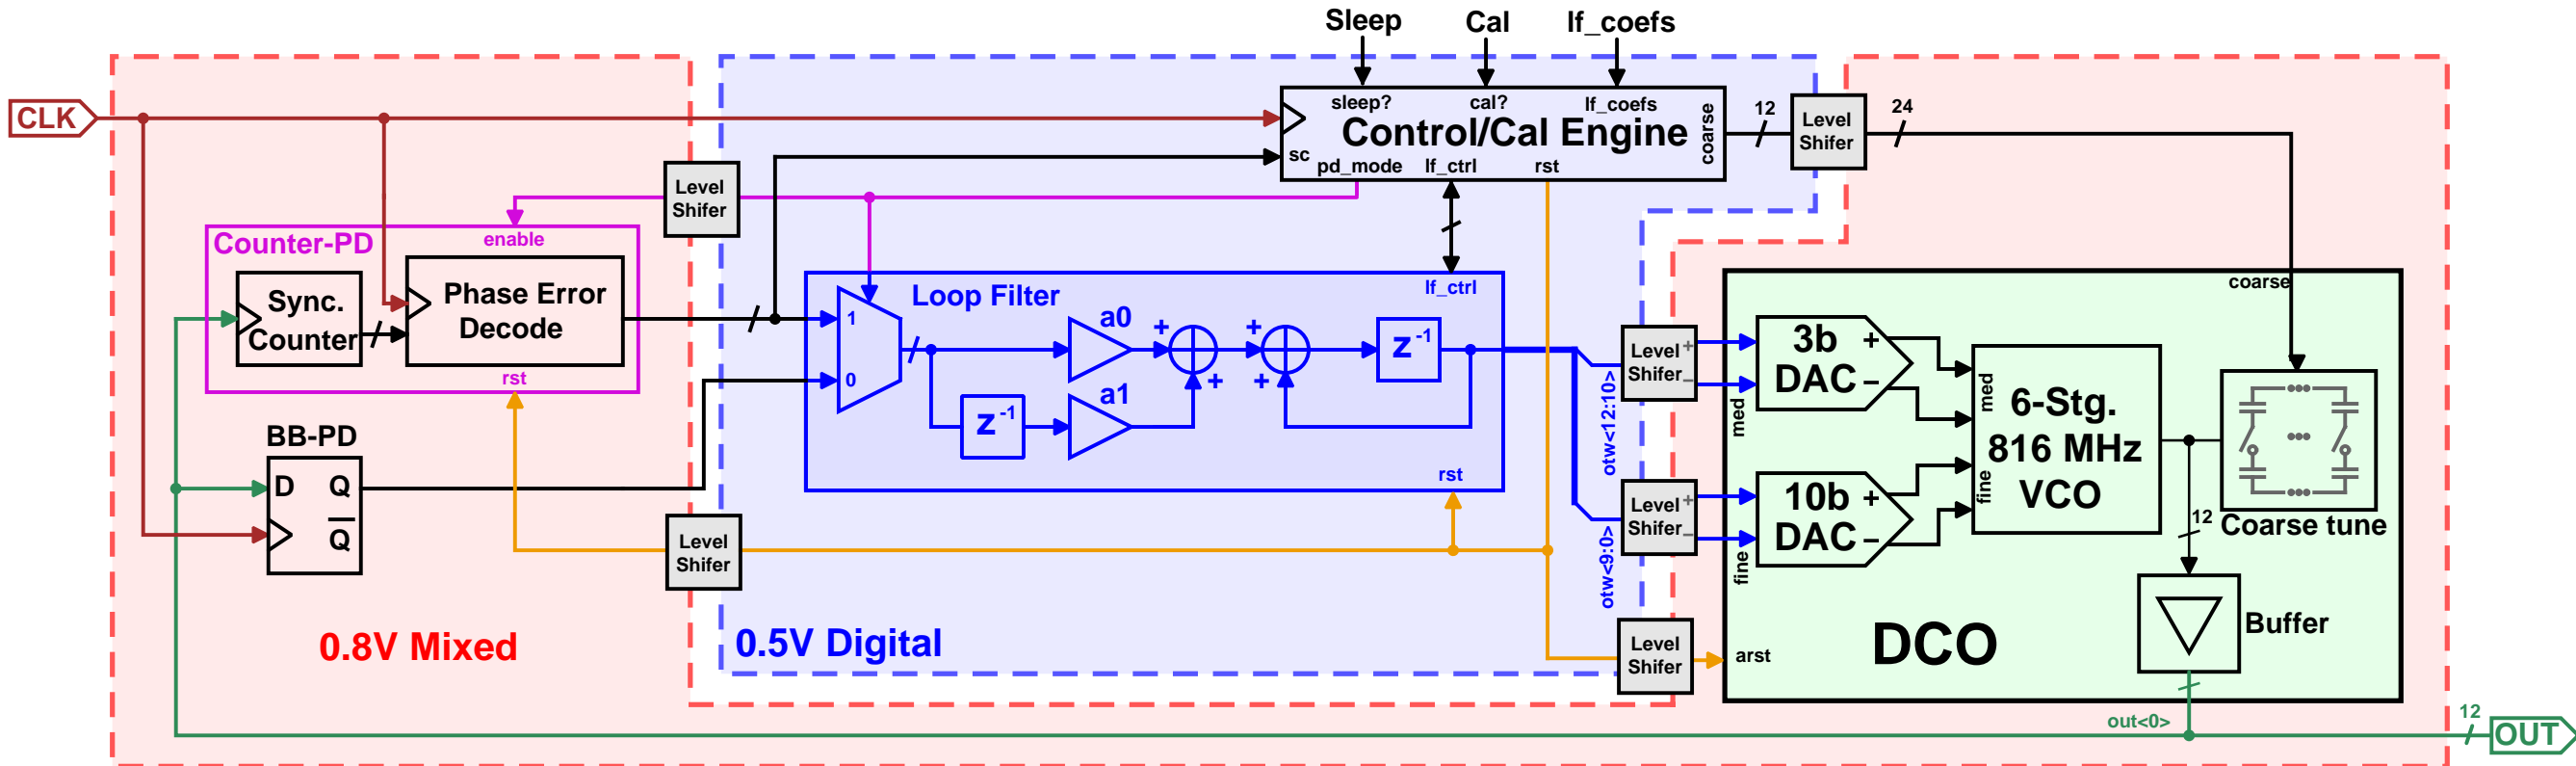 Sleep
Cal
lf_coefs
CLK
sleep?
cal?
lf_coefs
Control/Cal Engine
coarse
sc
pd_mode
lf_ctrl
rst
12
Level
Shifer
24
Level
Shifer
Counter-PD
enable
Sync.
Counter
Phase Error
Decode
rst
Loop Filter
lf_ctrl
1
0
a0
a1
+
+
+
+
z-1
z-1
rst
BB-PD
D
Q
Q
Level
Shifer
0.8V Mixed
0.5V Digital
otw<12:10>
otw<9:0>
Level
Shifer
+
−
Level
Shifer
+
−
Level
Shifer
med
fine
arst
coarse
3b
DAC
+
−
10b
DAC
+
−
med
fine
6-Stg.
816 MHz
VCO
Coarse tune
12
Buffer
DCO
out<0>
12
OUT